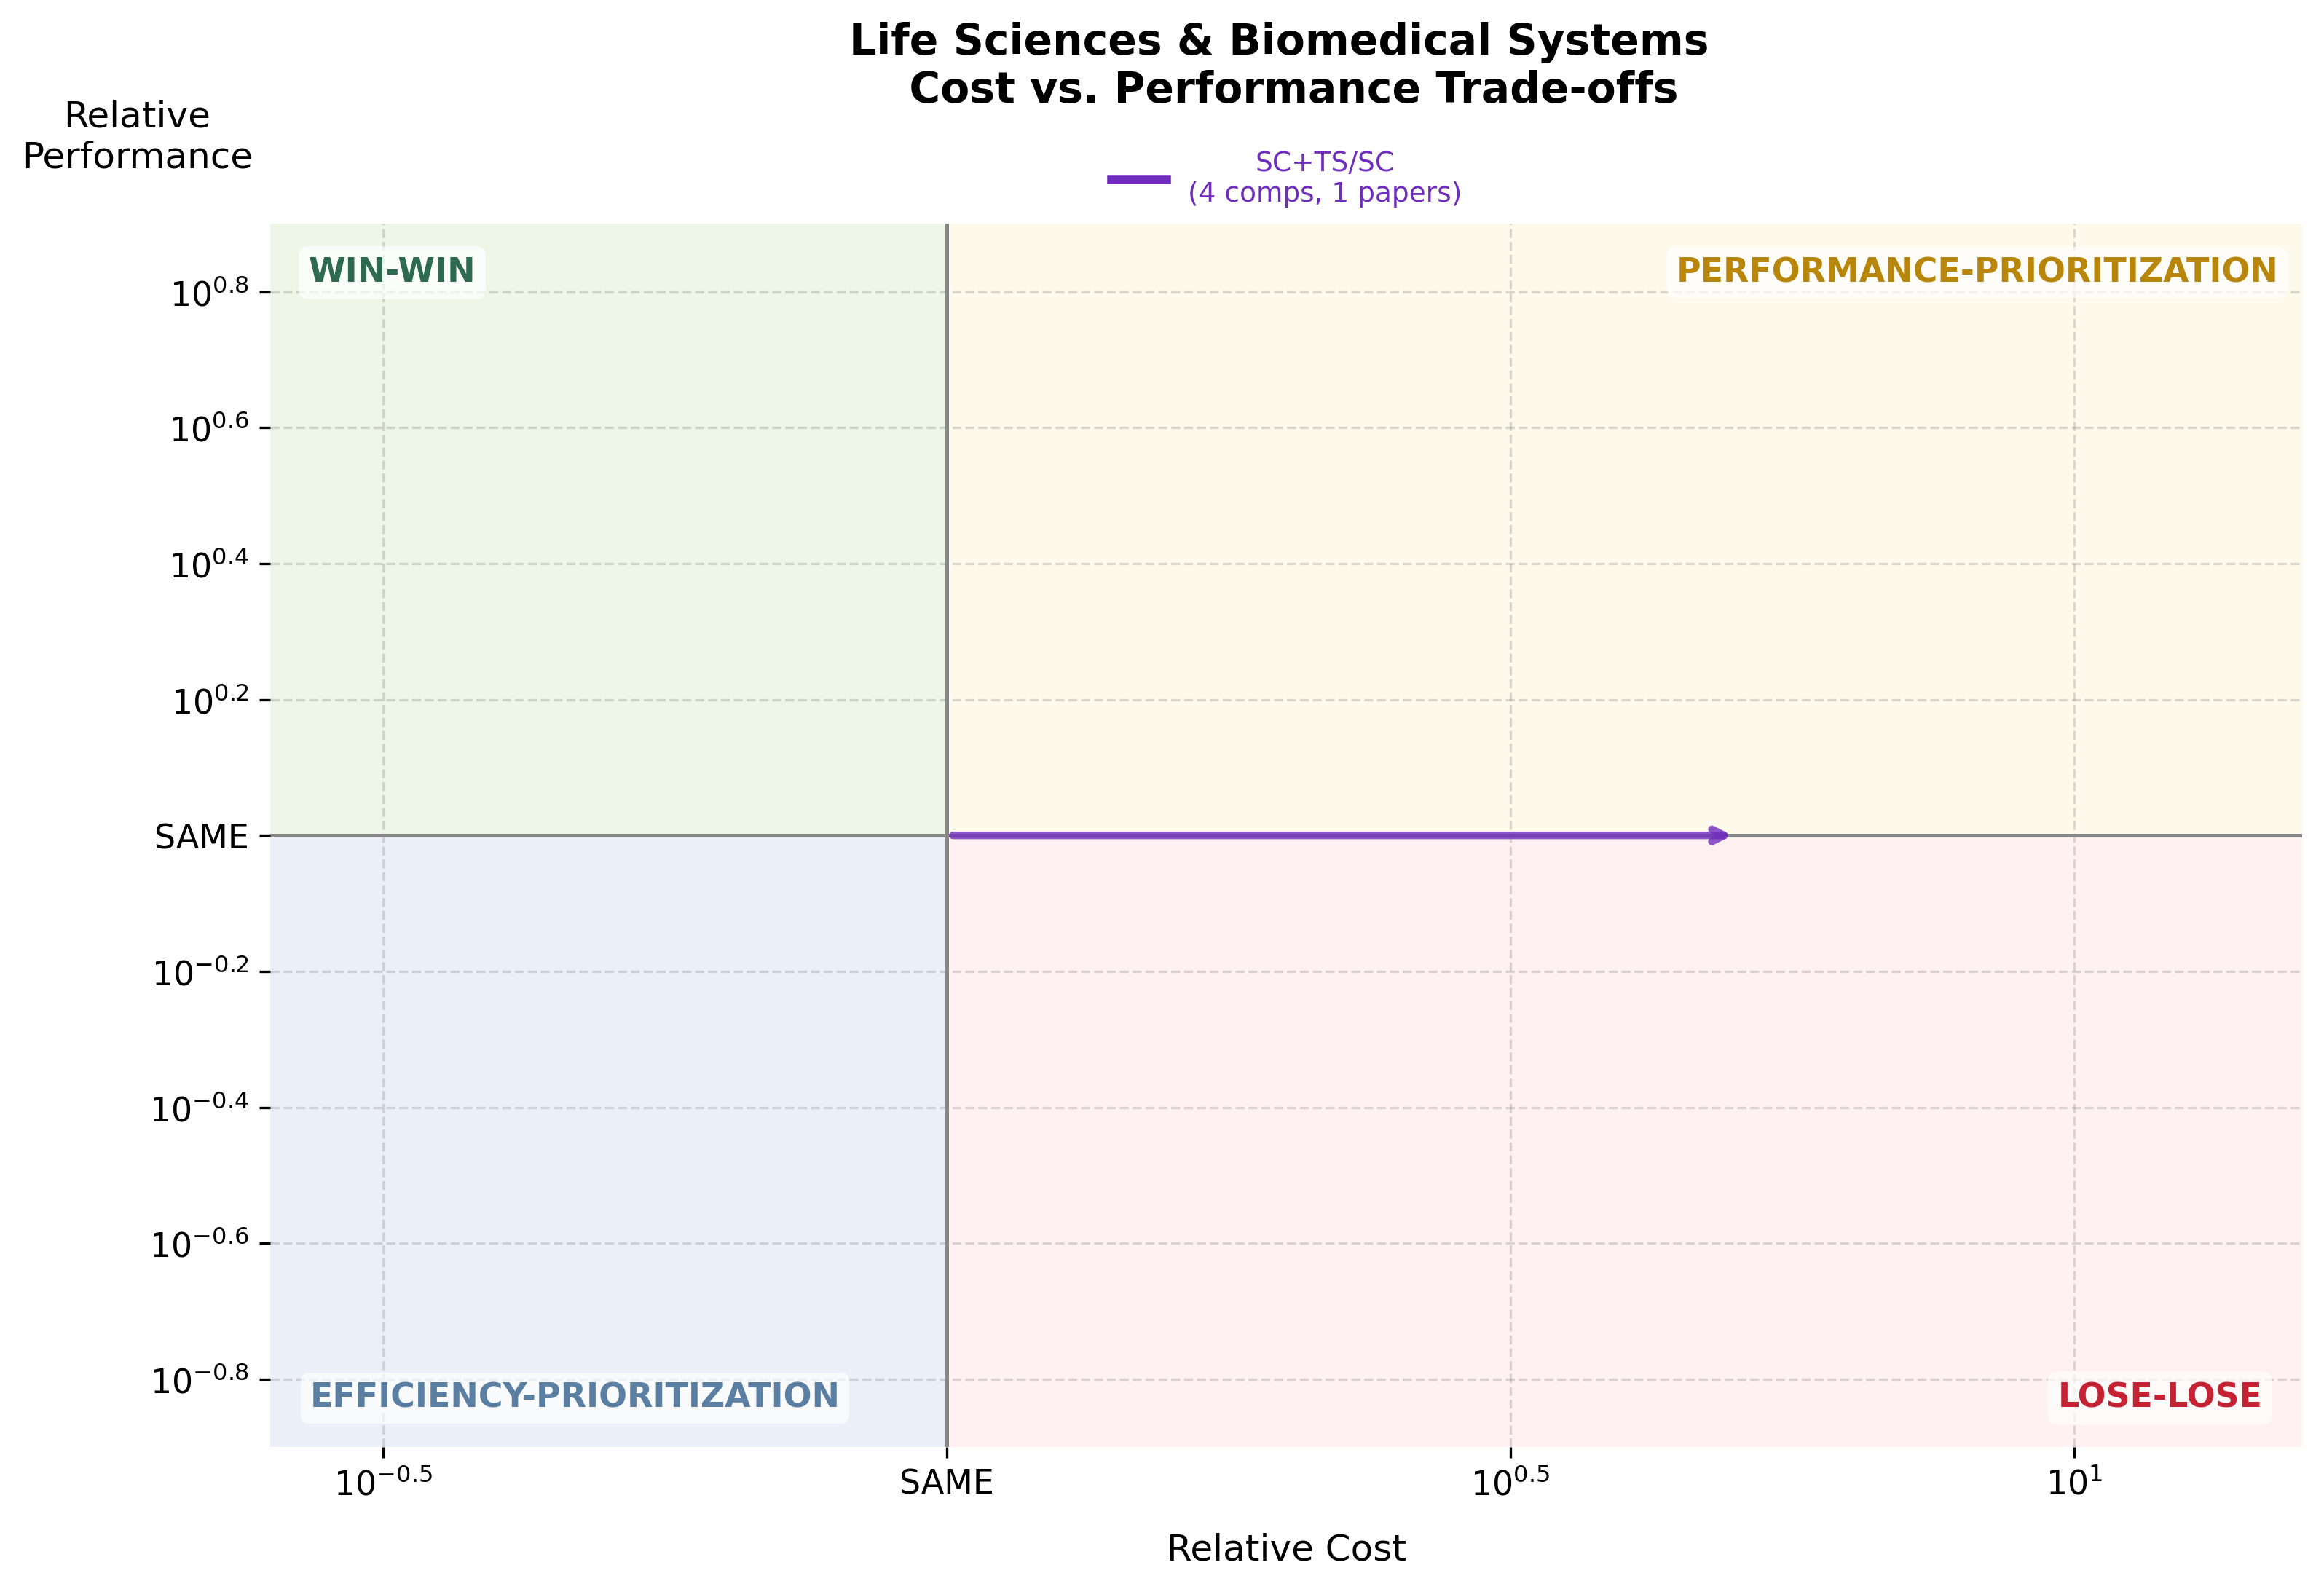 Life Sciences & Biomedical Systems
Cost vs. Performance Trade-offs
Relative
Performance
SC+TS/SC
(4 comps, 1 papers)
WIN-WIN
PERFORMANCE-PRIORITIZATION
10^0.8
10^0.6
10^0.4
10^0.2
SAME
10^−0.2
10^−0.4
10^−0.6
10^−0.8
EFFICIENCY-PRIORITIZATION
LOSE-LOSE
10^−0.5
SAME
10^0.5
10^1
Relative Cost